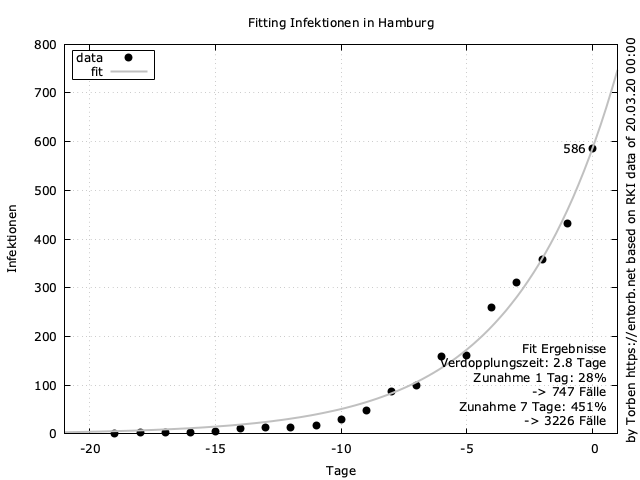 Fitting Infektionen in Hamburg
800
700
600
500
400
300
200
100
0
Infektionen
data
fit
586
Fit Ergebnisse
Verdopplungszeit: 2.8 Tage
Zunahme 1 Tag: 28%
-> 747 Fälle
Zunahme 7 Tage: 451%
-> 3226 Fälle
-20
-15
-10
-5
0
Tage
by Torben https://entorb.net based on RKI data of 20.03.20 00:00